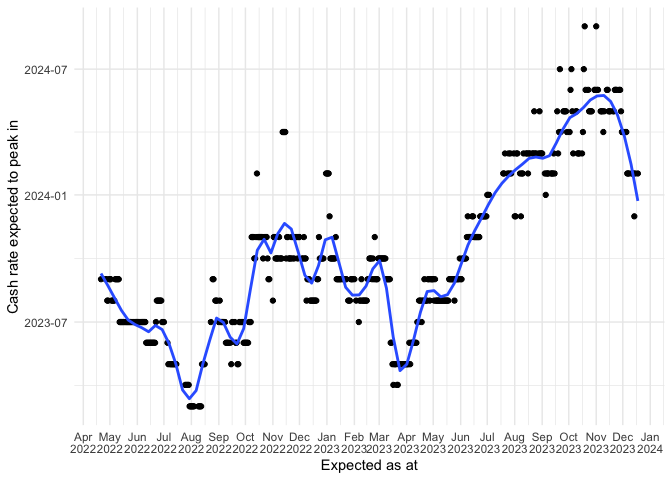 2024-07
2024-01
2023-07
Cash rate expected to peak in
Apr May Jun Jul Aug Sep Oct Nov Dec Jan Feb Mar Apr May Jun Jul Aug Sep Oct Nov Dec Jan
2022 2022 2022 2022 2022 2022 2022 2022 2022 2023 2023 2023 2023 2023 2023 2023 2023 2023 2023 2023 2023 2024
Expected as at